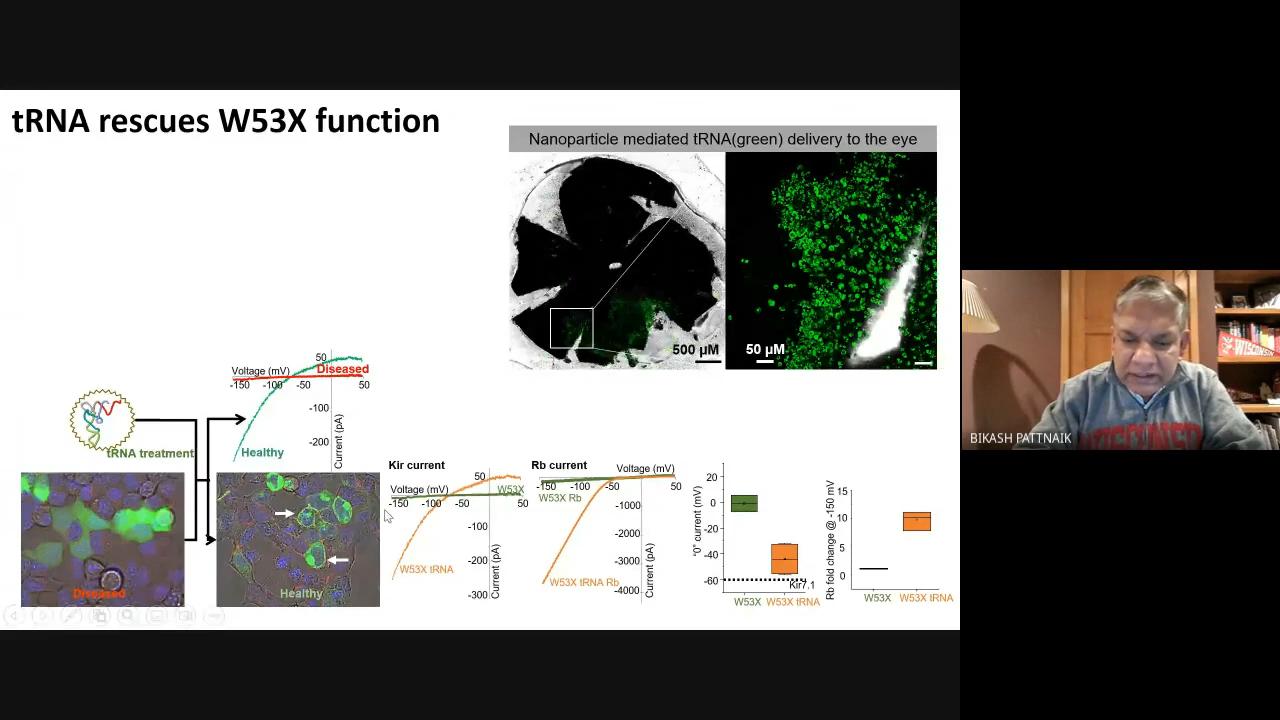 tRNA rescues W53X function
Nanoparticle mediated tRNA(green) delivery to the eye
500 µM
50 µM
50
Voltage (mV)
Diseased
-150 -100 -50 50
-100
-200
Current (pA)
Healthy
tRNA treatment
Diseased
Healthy
Kir current
50
Voltage (mV)
W53X
-150 -100 -50 50
-100
-200
-300
Current (pA)
W53X tRNA
Rb current
Voltage (mV)
W53X Rb
-150 -100 -50 50
-1000
-2000
-3000
-4000
Current (pA)
W53X tRNA Rb
"0" current (mV)
20
0
-20
-40
-60
Kir7.1
W53X W53X tRNA
Rb fold change @ -150 mV
15
10
5
0
W53X W53X tRNA
WISCONSIN
BIKASH PATTNAIK